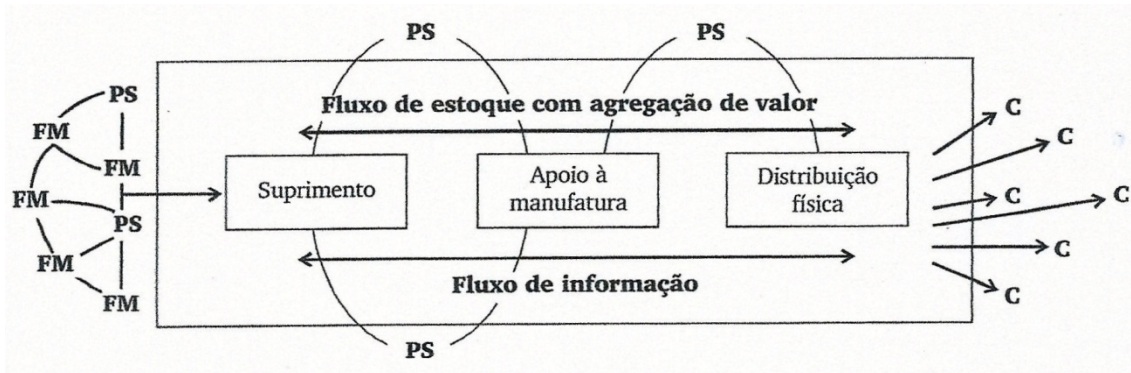 PS
PS
Fluxo de estoque com agregação de valor
PS
FM
FM
FM
PS
FM
FM
Suprimento
Apoio à
manufatura
Distribuição
física
Fluxo de informação
PS
C
C
C
C
C
C